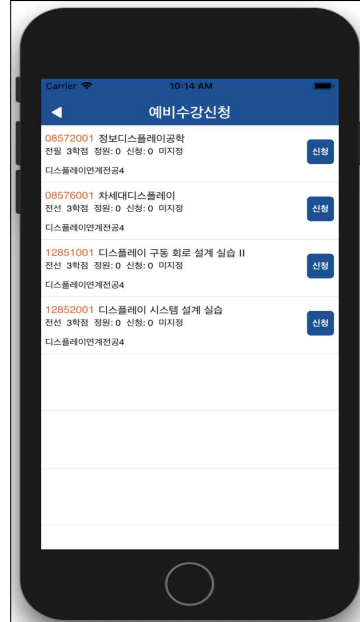 Carrier 10:14 AM
예비수강신청
08572001 정보디스플레이공학
전필 3학점 정원: 0 신청: 0 미지정
신청
디스플레이연계전공4
08576001 차세대디스플레이
전선 3학점 정원: 0 신청: 0 미지정
신청
디스플레이연계전공4
12851001 디스플레이 구동 회로 설계 실습 II
전선 3학점 정원: 0 신청: 0 미지정
신청
디스플레이연계전공4
12852001 디스플레이 시스템 설계 실습
전선 3학점 정원: 0 신청: 0 미지정
신청
디스플레이연계전공4